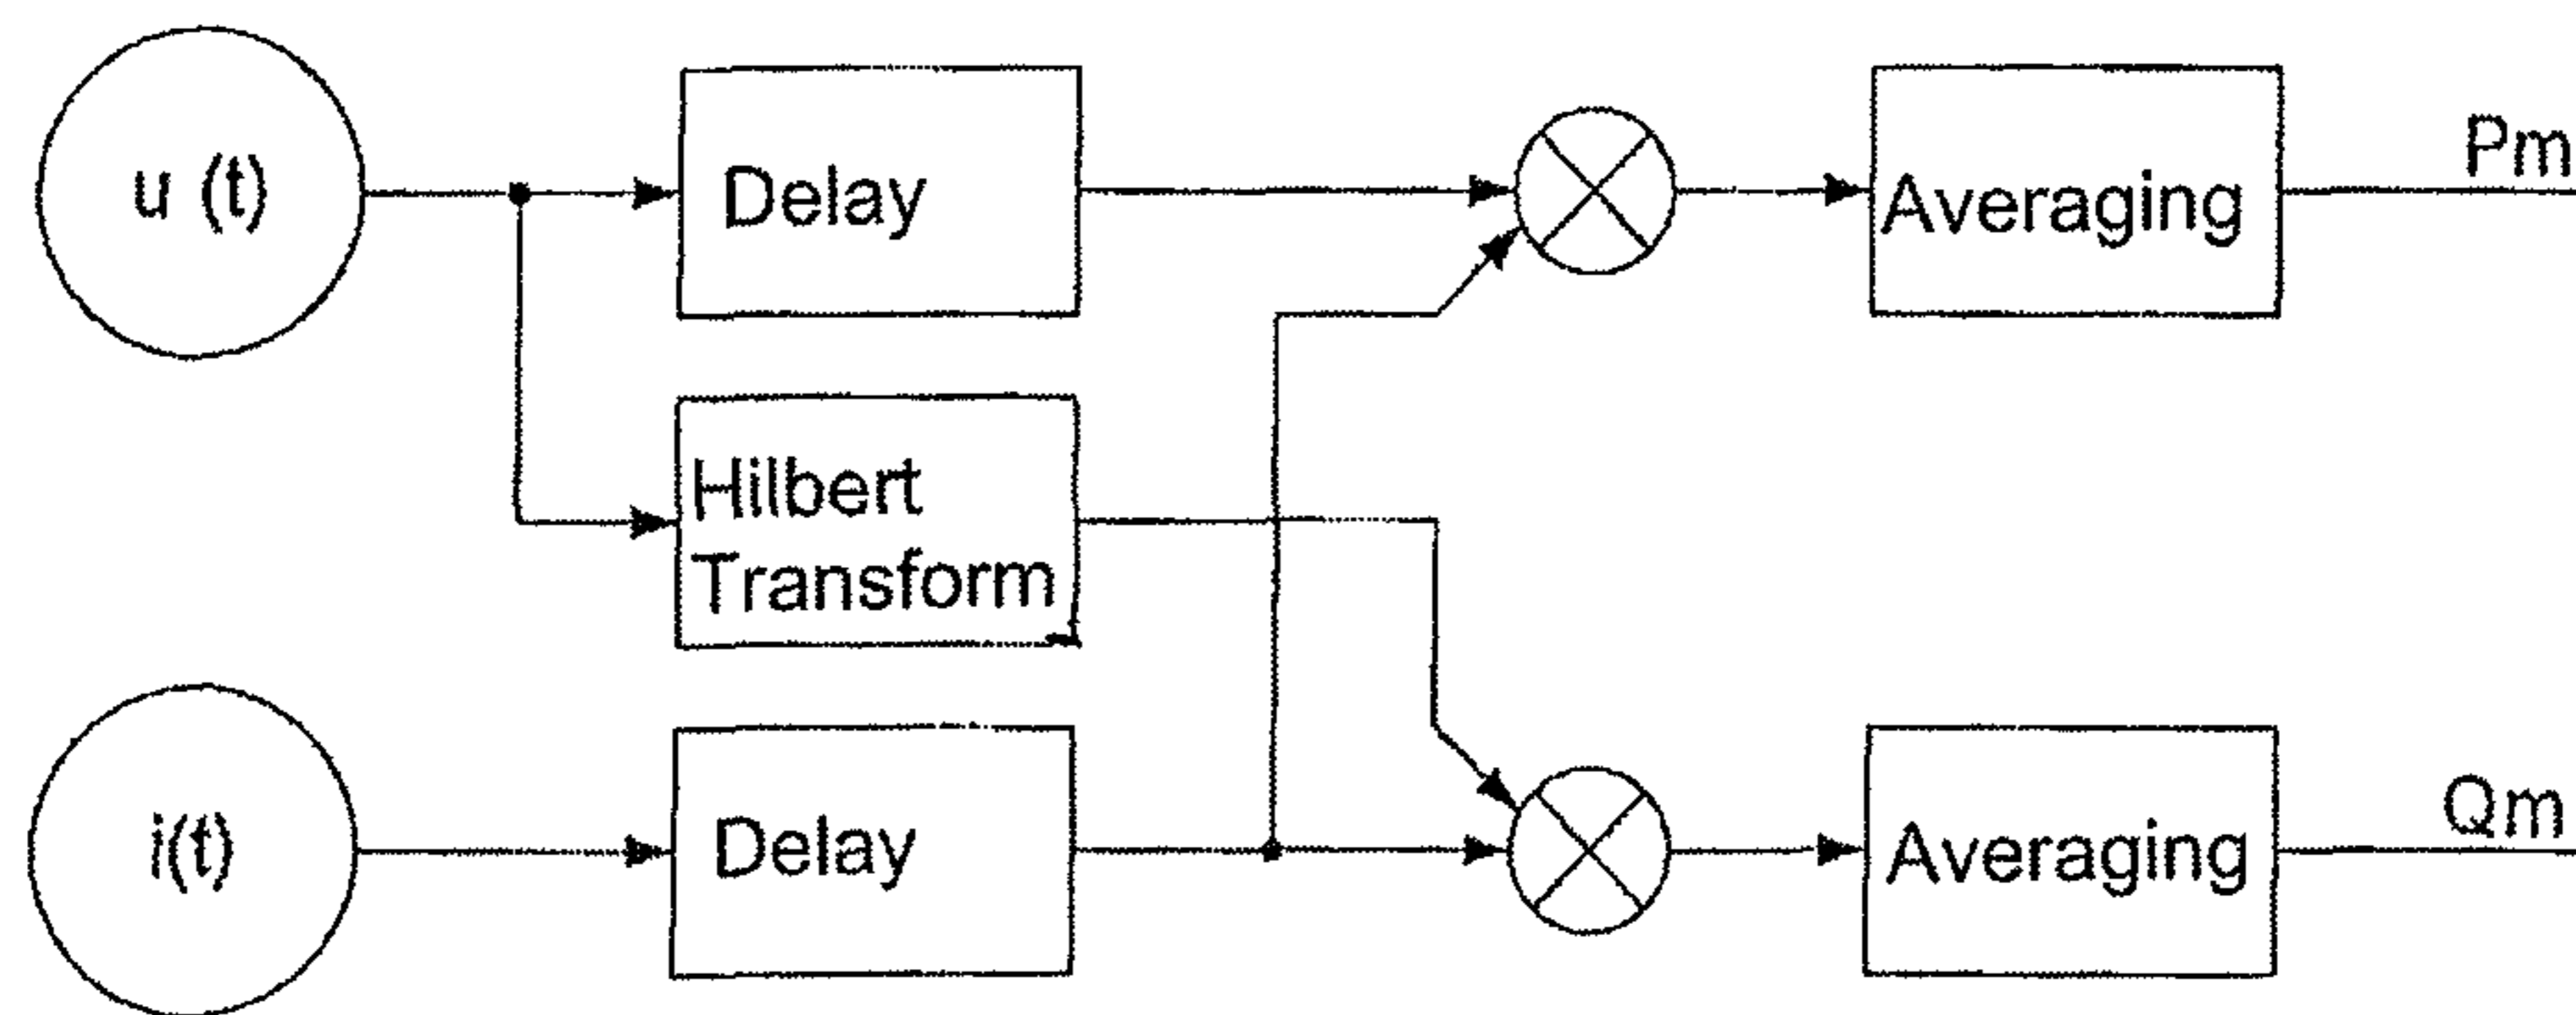 u (t)
Delay
Averaging
Pm
Hilbert
Transform
i(t)
Delay
Averaging
Qm